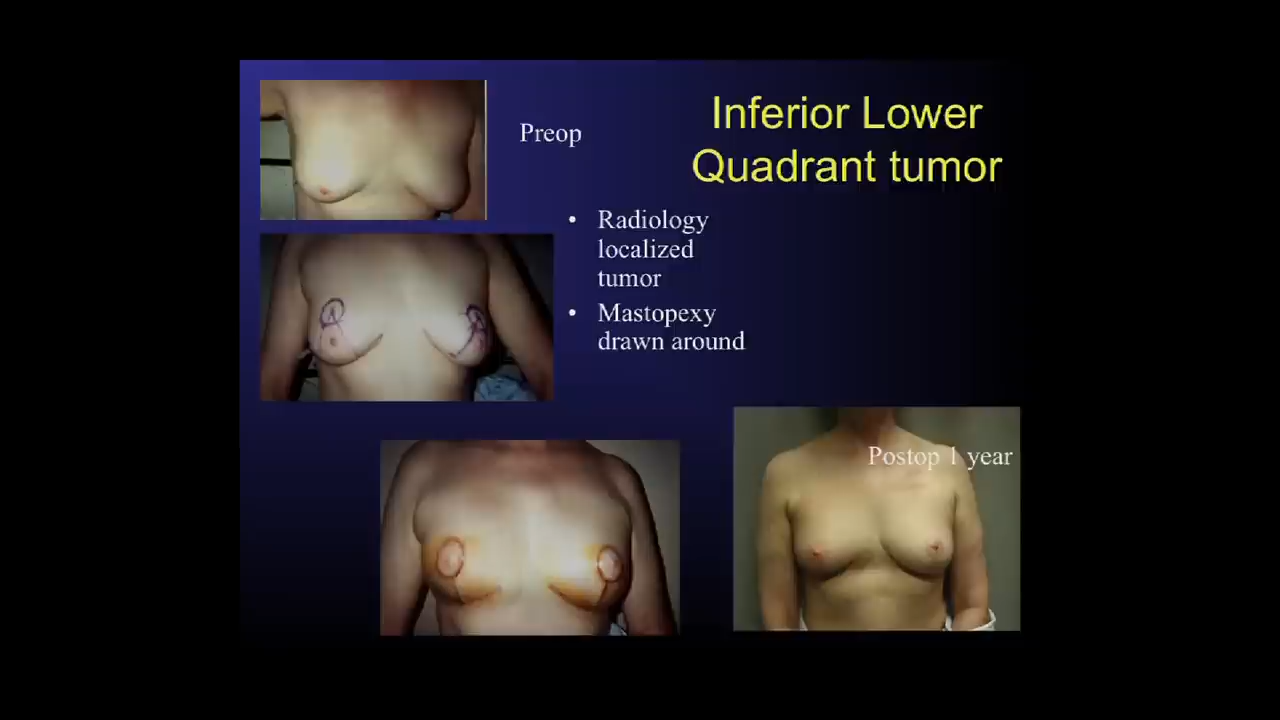 Inferior Lower
Quadrant tumor
Preop
• Radiology
localized
tumor
• Mastopexy
drawn around
Postop 1 year